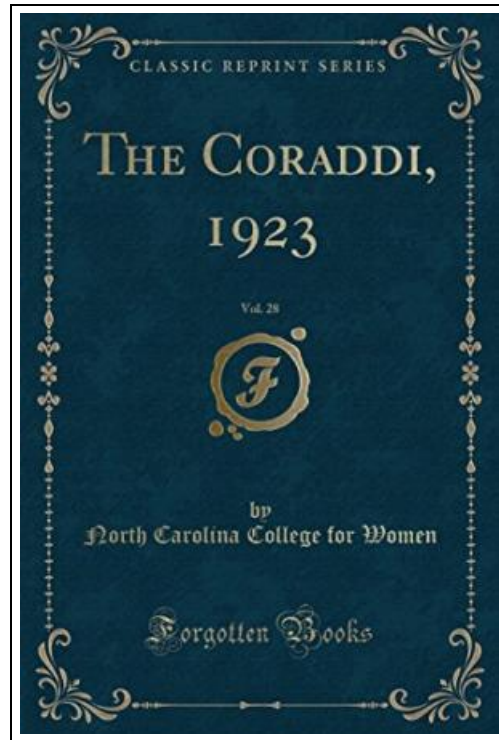 CLASSIC REPRINT SERIES
THE CORADDI,
1923
Vol. 28
F
by
North Carolina College for Women
Forgotten Books